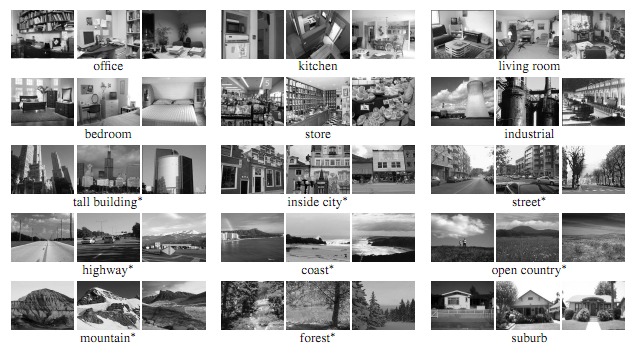 office
kitchen
living room
bedroom
store
industrial
tall building*
inside city*
street*
highway*
coast*
open country*
mountain*
forest*
suburb